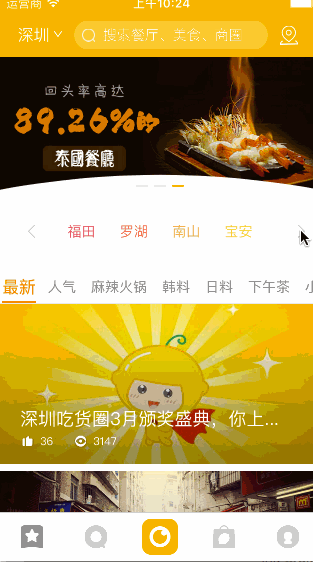 运营商 上午10:24
深圳 搜索餐厅、美食、商圈
回头率高达
89.26%的
泰國餐廳
福田 罗湖 南山 宝安
最新 人气 麻辣火锅 韩料 日料 下午茶 小
深圳吃货圈3月颁奖盛典，你上...
36 3147